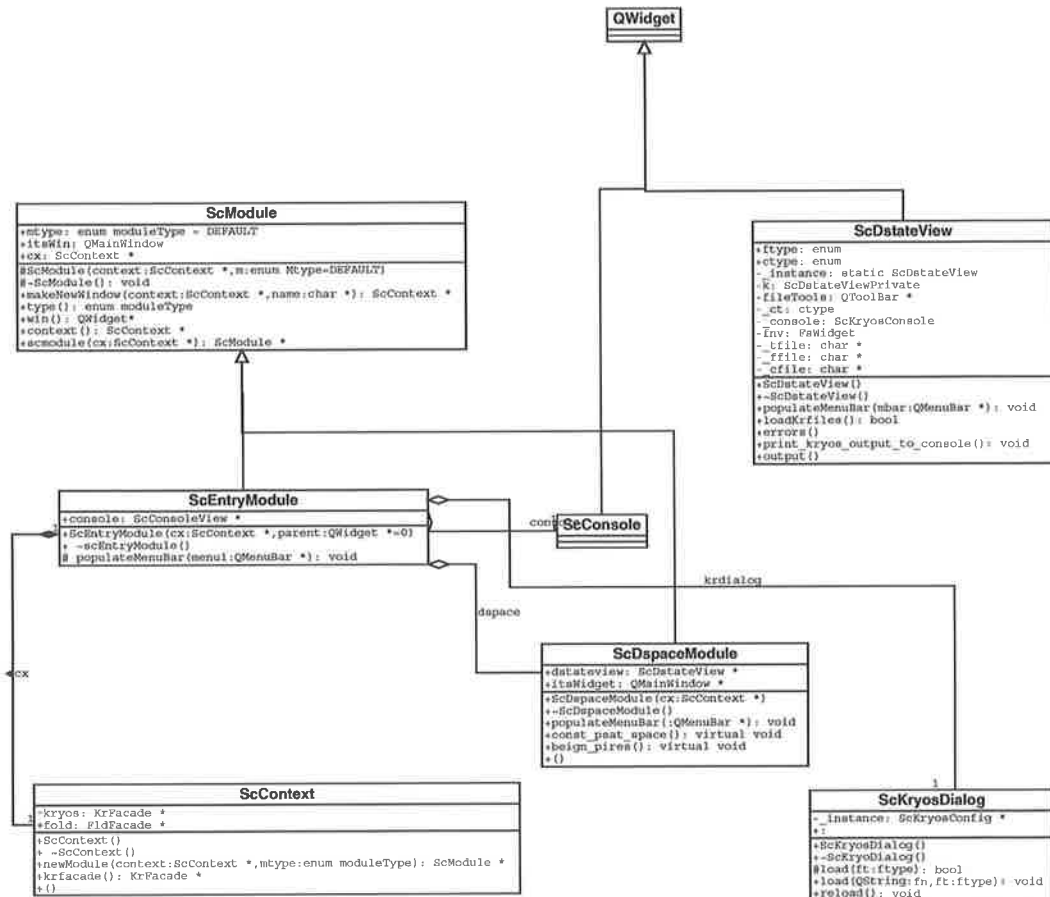 QWidget
ScModule
+mtype: enum moduleType = DEFAULT
+itsWin: QMainWindow
+cx: ScContext *
#ScModule(context:ScContext *,m:enum Mtype=DEFAULT)
#~ScModule(): void
+makeNewWindow(context:ScContext *,name:char *): ScContext *
+type(): enum moduleType
+win(): QWidget*
+context(): ScContext *
+scmodule(cx:ScContext *): ScModule *
ScDstateView
+ftype: enum
+ctype: enum
-_instance: static ScDstateView
-k: ScDstateViewPrivate
-fileTools: QToolBar *
-_ct: ctype
-_console: ScKryosConsole
-fnv: FsWidget
-_tfile: char *
-_ffile: char *
-_cfile: char *
+ScDstateView()
+~ScDstateView()
+populateMenuBar(mbar:QMenuBar *): void
+loadKrfiles(): bool
+errors()
+print_kryos_output_to_console(): void
+output()
ScEntryModule
+console: ScConsoleView *
+ScEntryModule(cx:ScContext *,parent:QWidget *=0)
+ ~scEntryModule()
# populateMenuBar(menu1:QMenuBar *): void
1
ScConsole
krdialog
dspace
cx
ScDspaceModule
+dstateview: ScDstateView *
+itsWidget: QMainWindow *
+ScDspaceModule(cx:ScContext *)
+~ScDspaceModule()
+populateMenuBar(:QMenuBar *): void
+const_psat_space(): virtual void
+beign_pires(): virtual void
+()
1
ScContext
-kryos: KrFacade *
+fold: FldFacade *
+ScContext()
+ ~ScContext()
+newModule(context:ScContext *,mtype:enum moduleType): ScModule *
+krfacade(): KrFacade *
+()
1
ScKryosDialog
-_instance: ScKryosConfig *
+:
+ScKryosDialog()
+~ScKryoDialog()
#load(ft:ftype): bool
+load(QString:fn,ft:ftype): void
+reload(): void